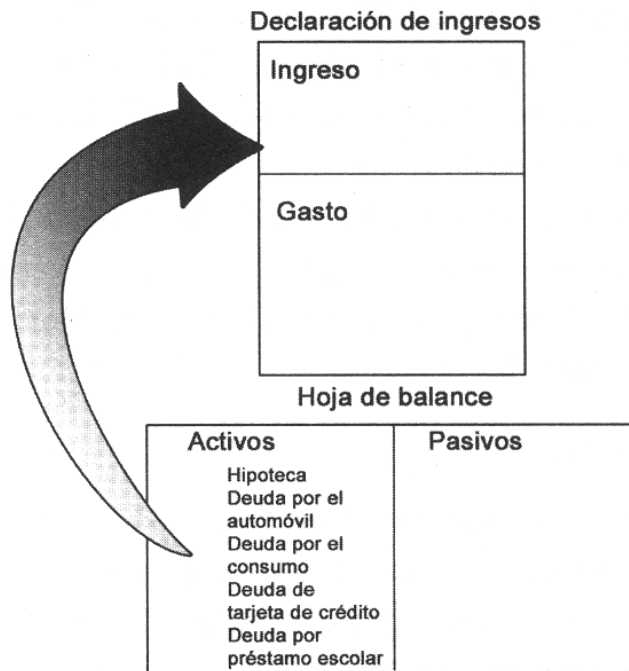 Declaración de ingresos
Ingreso
Gasto
Hoja de balance
Activos
Hipoteca
Deuda por el
automóvil
Deuda por el
consumo
Deuda de
tarjeta de crédito
Deuda por
préstamo escolar
Pasivos